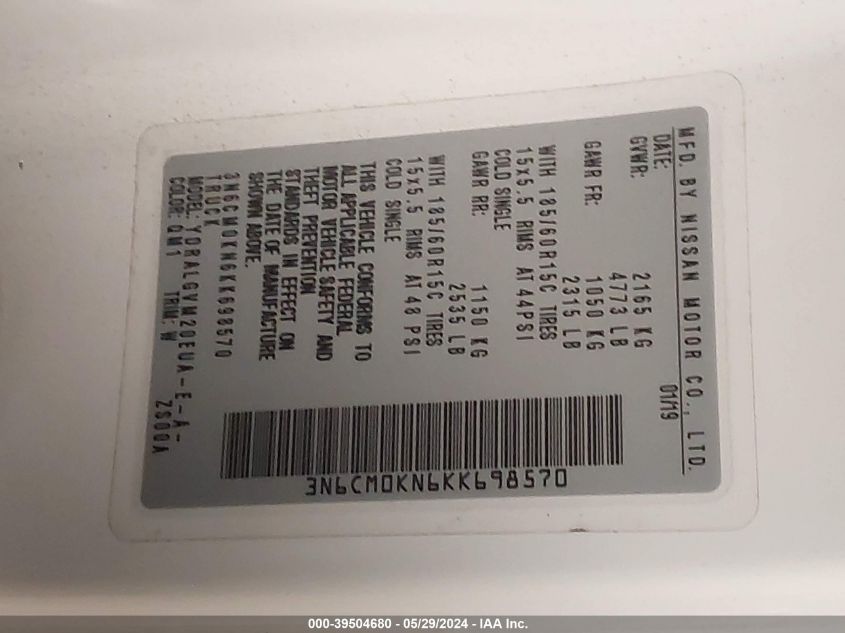 MFD. BY NISSAN MOTOR CO., LTD.
DATE: 01/19
GVWR: 2165 KG
4773 LB
GAWR FR: 1050 KG
2315 LB
WITH 185/60R15C TIRES
15x5.5 RIMS AT 44PSI
COLD SINGLE
GAWR RR: 1150 KG
2535 LB
WITH 185/60R15C TIRES
15x5.5 RIMS AT 48 PSI
COLD SINGLE
THIS VEHICLE CONFORMS TO
ALL APPLICABLE FEDERAL
MOTOR VEHICLE SAFETY AND
THEFT PREVENTION
STANDARDS IN EFFECT ON
THE DATE OF MANUFACTURE
SHOWN ABOVE.
3N6CM0KN6KK698570
TRUCK
MODEL: YDRALGYM20EUA-E-A-
ZS00A
COLOR: QM1 TRIM: W
3N6CM0KN6KK698570
000-39504680 - 05/29/2024 - IAA Inc.